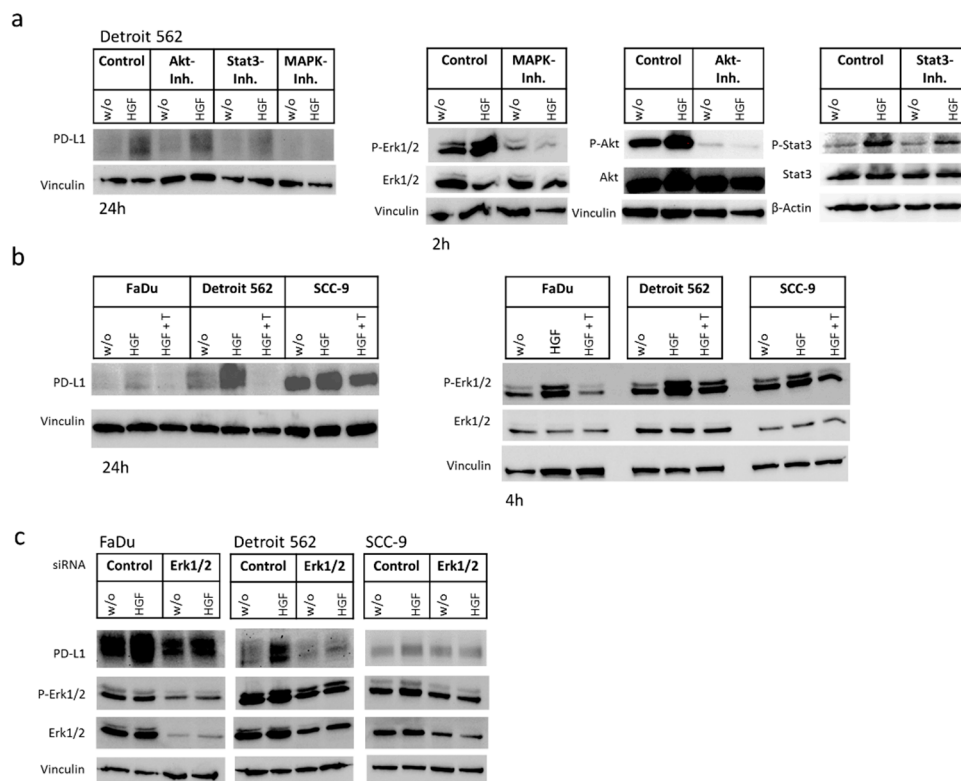 a
Detroit 562
Control Akt-Inh. Stat3-Inh. MAPK-Inh.
w/o HGF w/o HGF w/o HGF w/o HGF
PD-L1
Vinculin
24h
Control MAPK-Inh.
w/o HGF w/o HGF
P-Erk1/2
Erk1/2
Vinculin
2h
Control Akt-Inh.
w/o HGF w/o HGF
P-Akt
Akt
Vinculin
Control Stat3-Inh.
w/o HGF w/o HGF
P-Stat3
Stat3
β-Actin
b
FaDu Detroit 562 SCC-9
w/o HGF HGF + T w/o HGF HGF + T w/o HGF HGF + T
PD-L1
Vinculin
24h
FaDu Detroit 562 SCC-9
w/o HGF HGF + T w/o HGF HGF + T w/o HGF HGF + T
P-Erk1/2
Erk1/2
Vinculin
4h
c
FaDu Detroit 562 SCC-9
siRNA Control Erk1/2 Control Erk1/2 Control Erk1/2
w/o HGF w/o HGF w/o HGF w/o HGF w/o HGF w/o HGF
PD-L1
P-Erk1/2
Erk1/2
Vinculin